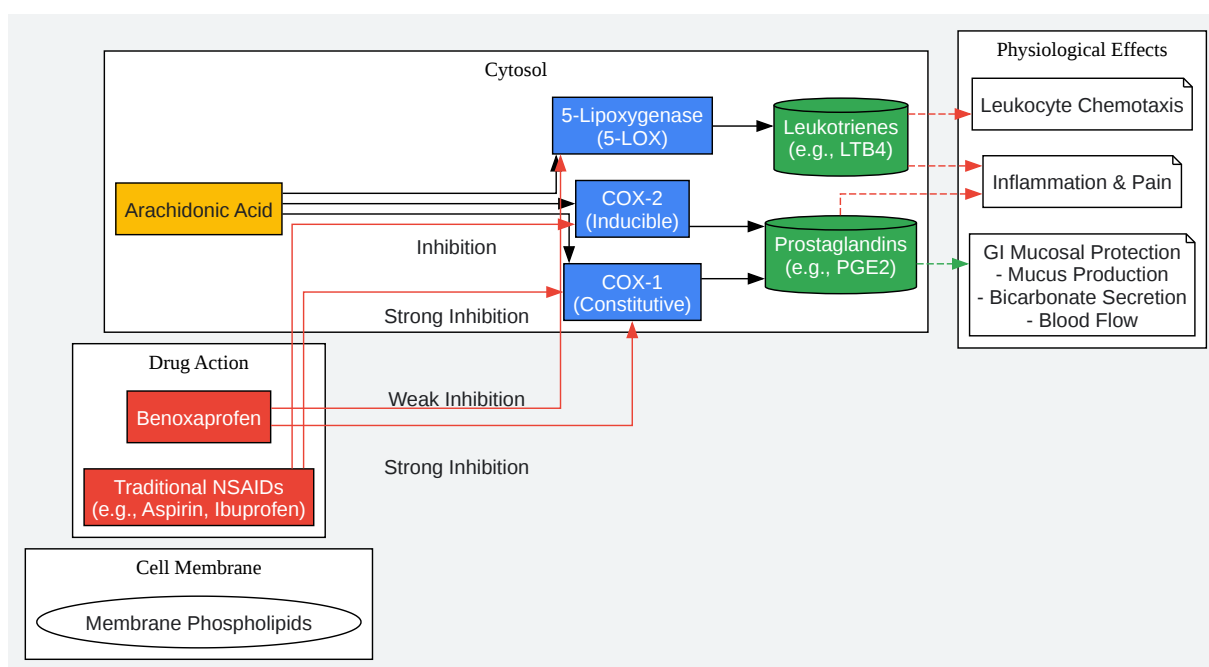 Physiological Effects
Cytosol
5-Lipoxygenase
(5-LOX)
Leukotrienes
(e.g., LTB4)
Leukocyte Chemotaxis
Inflammation & Pain
Arachidonic Acid
COX-2
(Inducible)
Inhibition
Prostaglandins
(e.g., PGE2)
GI Mucosal Protection
- Mucus Production
- Bicarbonate Secretion
- Blood Flow
COX-1
(Constitutive)
Strong Inhibition
Drug Action
Benoxaprofen
Weak Inhibition
Strong Inhibition
Traditional NSAIDs
(e.g., Aspirin, Ibuprofen)
Cell Membrane
Membrane Phospholipids